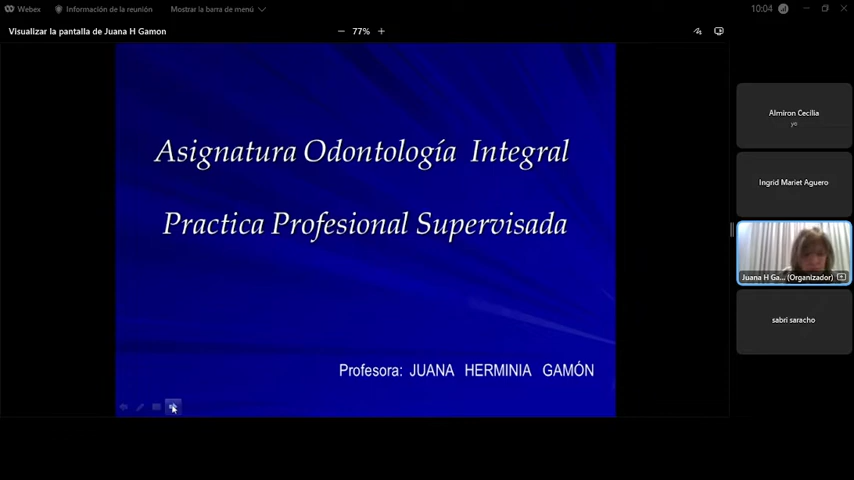 Webex
Información de la reunión
Mostrar la barra de menú
10:04
Visualizar la pantalla de Juana H Gamon
77%
Asignatura Odontología Integral
Practica Profesional Supervisada
Profesora: JUANA HERMINIA GAMÓN
Almiron Cecilia
yo
Ingrid Mariet Aguero
Juana H Ga... (Organizador)
sabri saracho